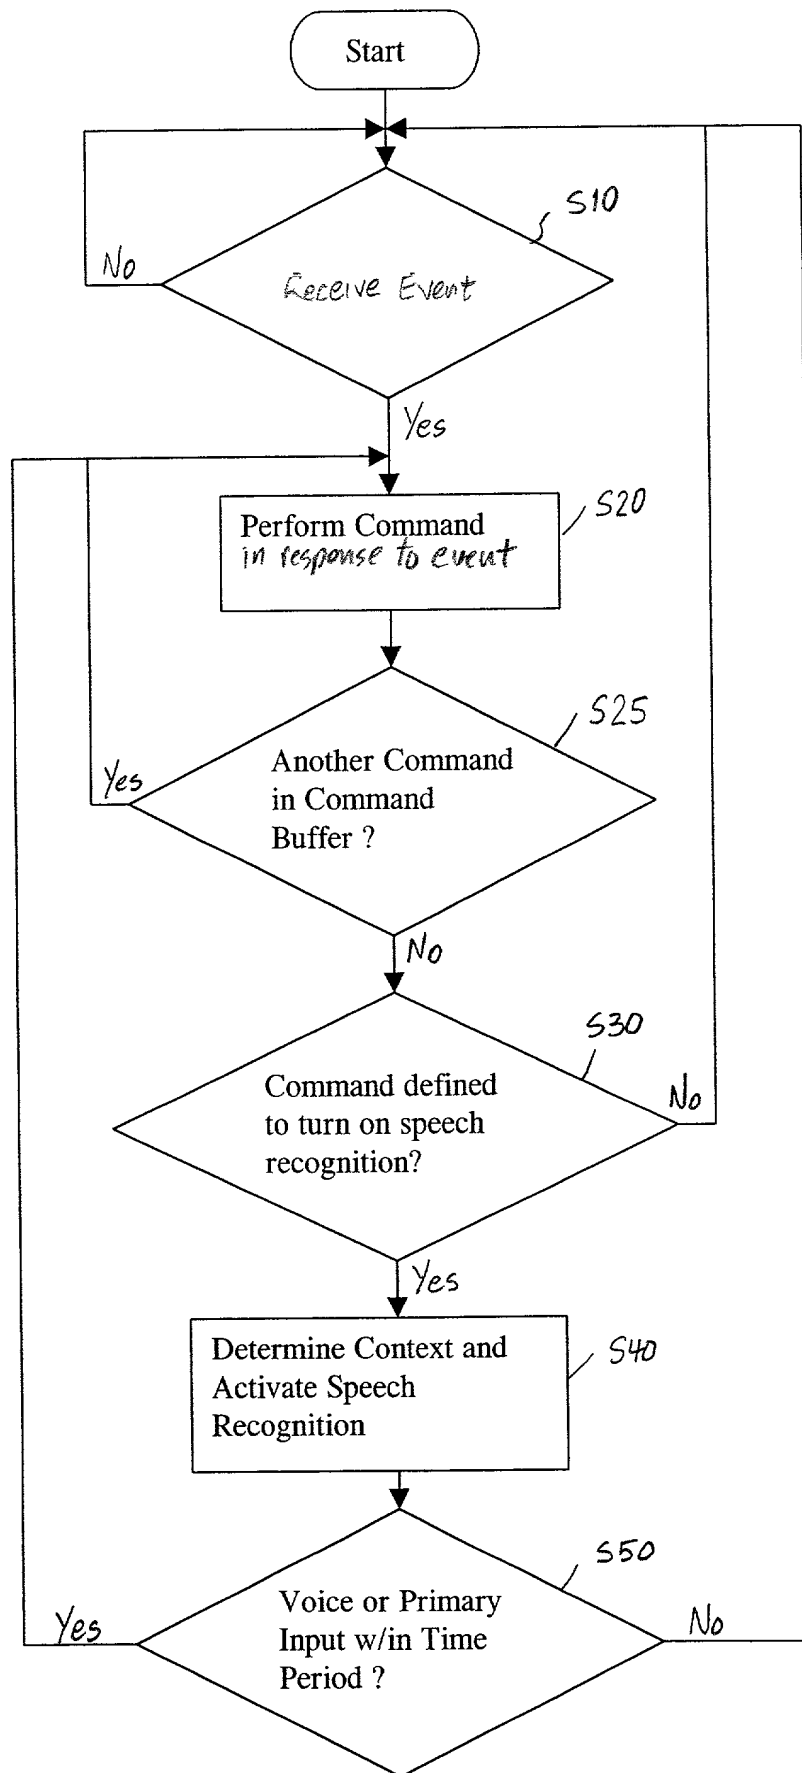 Start
S10
No
Receive Event
Yes
S20
Perform Command
in response to event
S25
Another Command
in Command
Buffer ?
Yes
No
S30
Command defined
to turn on speech
recognition?
No
Yes
S40
Determine Context and
Activate Speech
Recognition
S50
Voice or Primary
Input w/in Time
Period ?
Yes
No